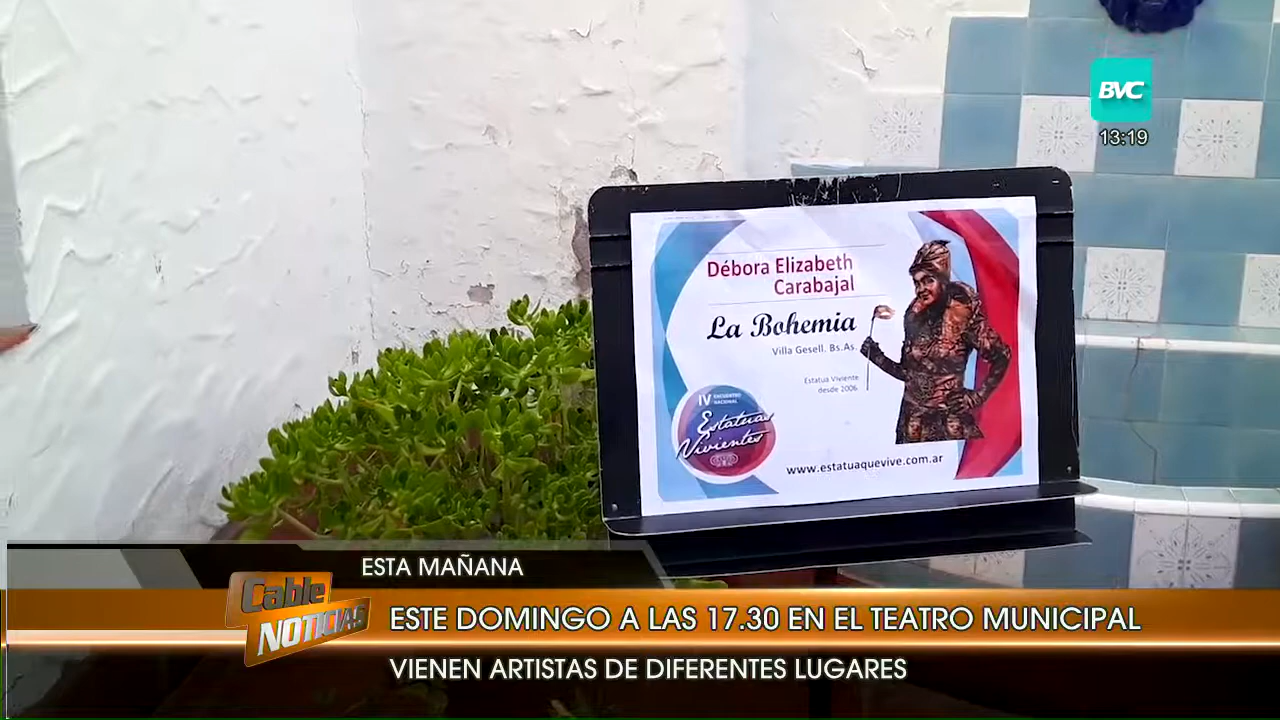 BVC
13:19
Débora Elizabeth
Carabajal
La Bohemia
Villa Gesell. Bs.As.
Estatua Viviente
desde 2006
IV ENCUENTRO
NACIONAL
Estatuas
Vivientes
www.estatuaquevive.com.ar
ESTA MAÑANA
Cable
NOTICIAS
ESTE DOMINGO A LAS 17.30 EN EL TEATRO MUNICIPAL
VIENEN ARTISTAS DE DIFERENTES LUGARES